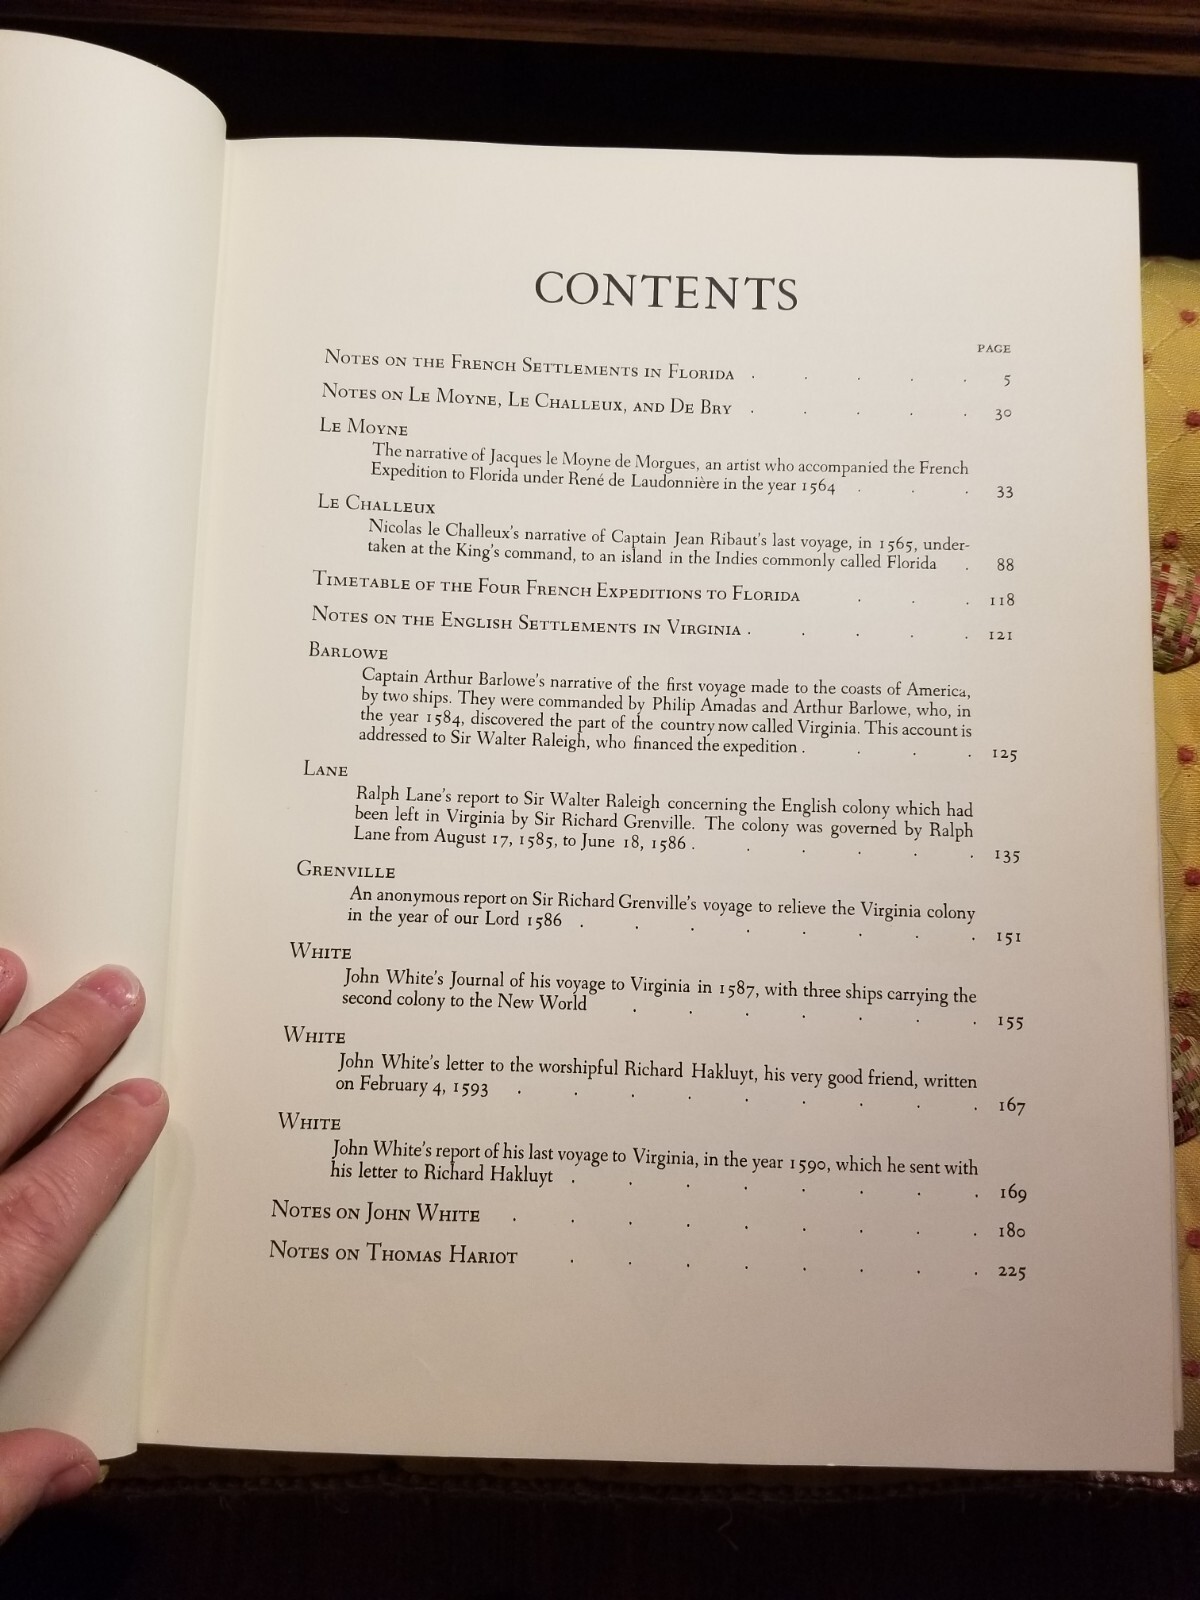 CONTENTS
PAGE
Notes on the French Settlements in Florida . . . . . 5
Notes on Le Moyne, Le Challeux, and De Bry . . . . . 30
Le Moyne
The narrative of Jacques le Moyne de Morgues, an artist who accompanied the French
Expedition to Florida under René de Laudonnière in the year 1564 . . . 33
Le Challeux
Nicolas le Challeux's narrative of Captain Jean Ribaut's last voyage, in 1565, under-
taken at the King's command, to an island in the Indies commonly called Florida . 88
Timetable of the Four French Expeditions to Florida . . . 118
Notes on the English Settlements in Virginia . . . . . 121
Barlowe
Captain Arthur Barlowe's narrative of the first voyage made to the coasts of America,
by two ships. They were commanded by Philip Amadas and Arthur Barlowe, who, in
the year 1584, discovered the part of the country now called Virginia. This account is
addressed to Sir Walter Raleigh, who financed the expedition . . . . 125
Lane
Ralph Lane's report to Sir Walter Raleigh concerning the English colony which had
been left in Virginia by Sir Richard Grenville. The colony was governed by Ralph
Lane from August 17, 1585, to June 18, 1586 . . . . . . 135
Grenville
An anonymous report on Sir Richard Grenville's voyage to relieve the Virginia colony
in the year of our Lord 1586 . . . . . . . . 151
White
John White's Journal of his voyage to Virginia in 1587, with three ships carrying the
second colony to the New World . . . . . . . 155
White
John White's letter to the worshipful Richard Hakluyt, his very good friend, written
on February 4, 1593 . . . . . . . . . 167
White
John White's report of his last voyage to Virginia, in the year 1590, which he sent with
his letter to Richard Hakluyt . . . . . . . . 169
Notes on John White . . . . . . . . . 180
Notes on Thomas Hariot . . . . . . . . 225